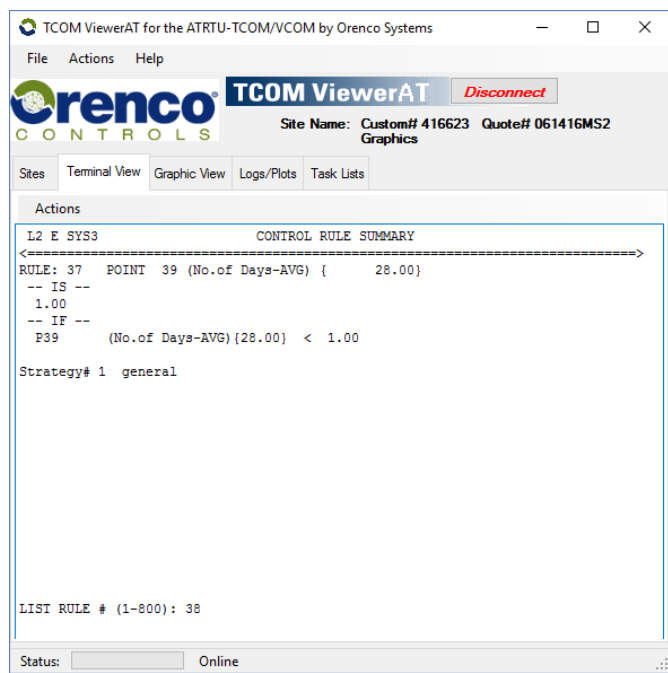 TCOM ViewerAT for the ATRTU-TCOM/VCOM by Orenco Systems
File Actions Help
Orenco®
CONTROLS
TCOM ViewerAT
Disconnect
Site Name: Custom# 416623 Quote# 061416MS2
Graphics
Sites Terminal View Graphic View Logs/Plots Task Lists
Actions
L2 E SYS3 CONTROL RULE SUMMARY
<=============================================================================>
RULE: 37 POINT 39 (No.of Days-AVG) { 28.00}
-- IS --
1.00
-- IF --
P39 (No.of Days-AVG){28.00} < 1.00
Strategy# 1 general
LIST RULE # (1-800): 38
Status: Online